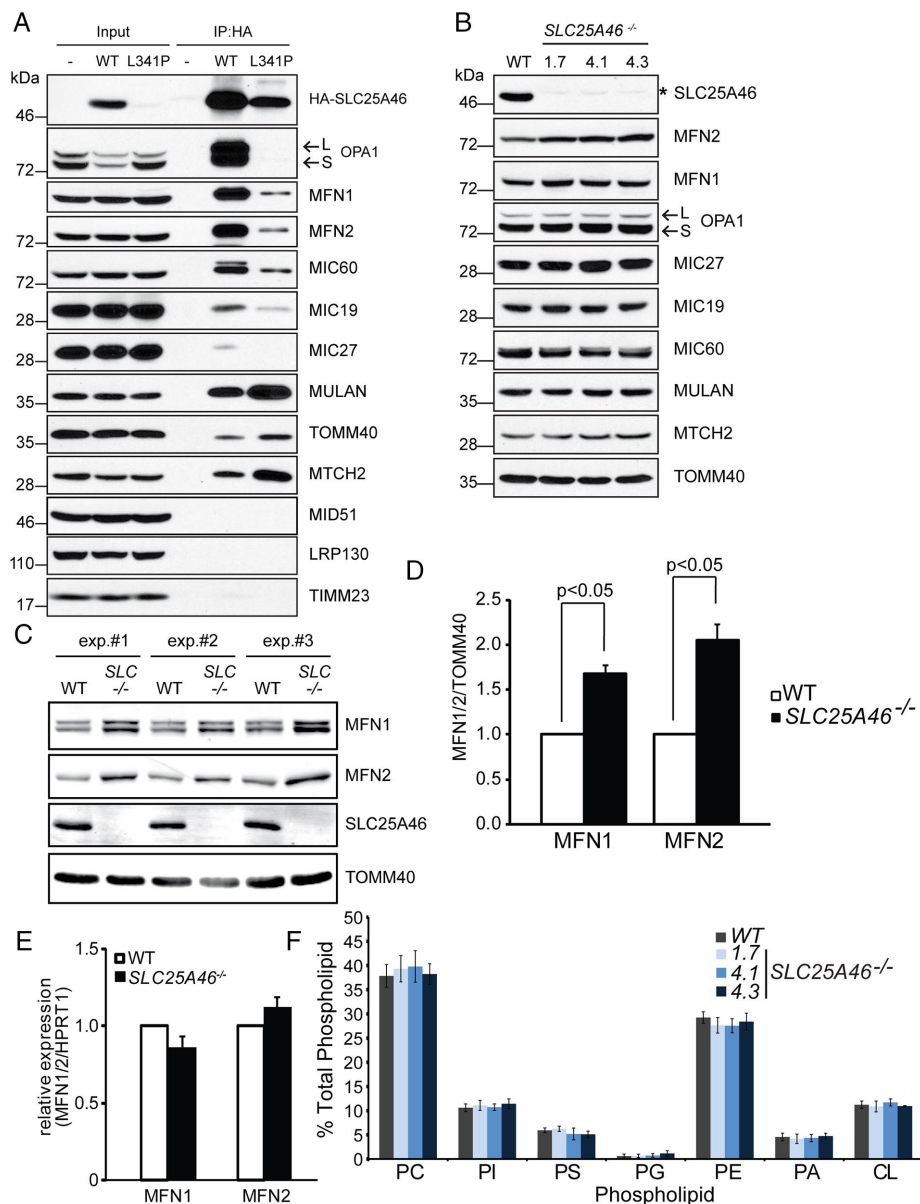 A
Input IP:HA
- WT L341P - WT L341P
kDa
46 HA-SLC25A46
72 ←L ←S OPA1
72 MFN1
72 MFN2
72 MIC60
28 MIC19
28 MIC27
35 MULAN
35 TOMM40
28 MTCH2
46 MID51
110 LRP130
17 TIMM23
B
SLC25A46 -/-
WT 1.7 4.1 4.3
kDa
46 * SLC25A46
72 MFN2
72 MFN1
72 ←L ←S OPA1
28 MIC27
28 MIC19
72 MIC60
35 MULAN
28 MTCH2
35 TOMM40
C
exp.#1 exp.#2 exp.#3
WT SLC -/- WT SLC -/- WT SLC -/-
MFN1
MFN2
SLC25A46
TOMM40
D
p<0.05 p<0.05
MFN1/2/TOMM40
2.5
2.0
1.5
1.0
0.5
0.0
MFN1 MFN2
WT
SLC25A46-/-
E
relative expression
(MFN1/2/HPRT1)
1.5
1.0
0.5
0
WT
SLC25A46-/-
MFN1 MFN2
F
% Total Phospholipid
50
45
40
35
30
25
20
15
10
5
0
WT
1.7
4.1
4.3
SLC25A46-/-
PC PI PS PG PE PA CL
Phospholipid